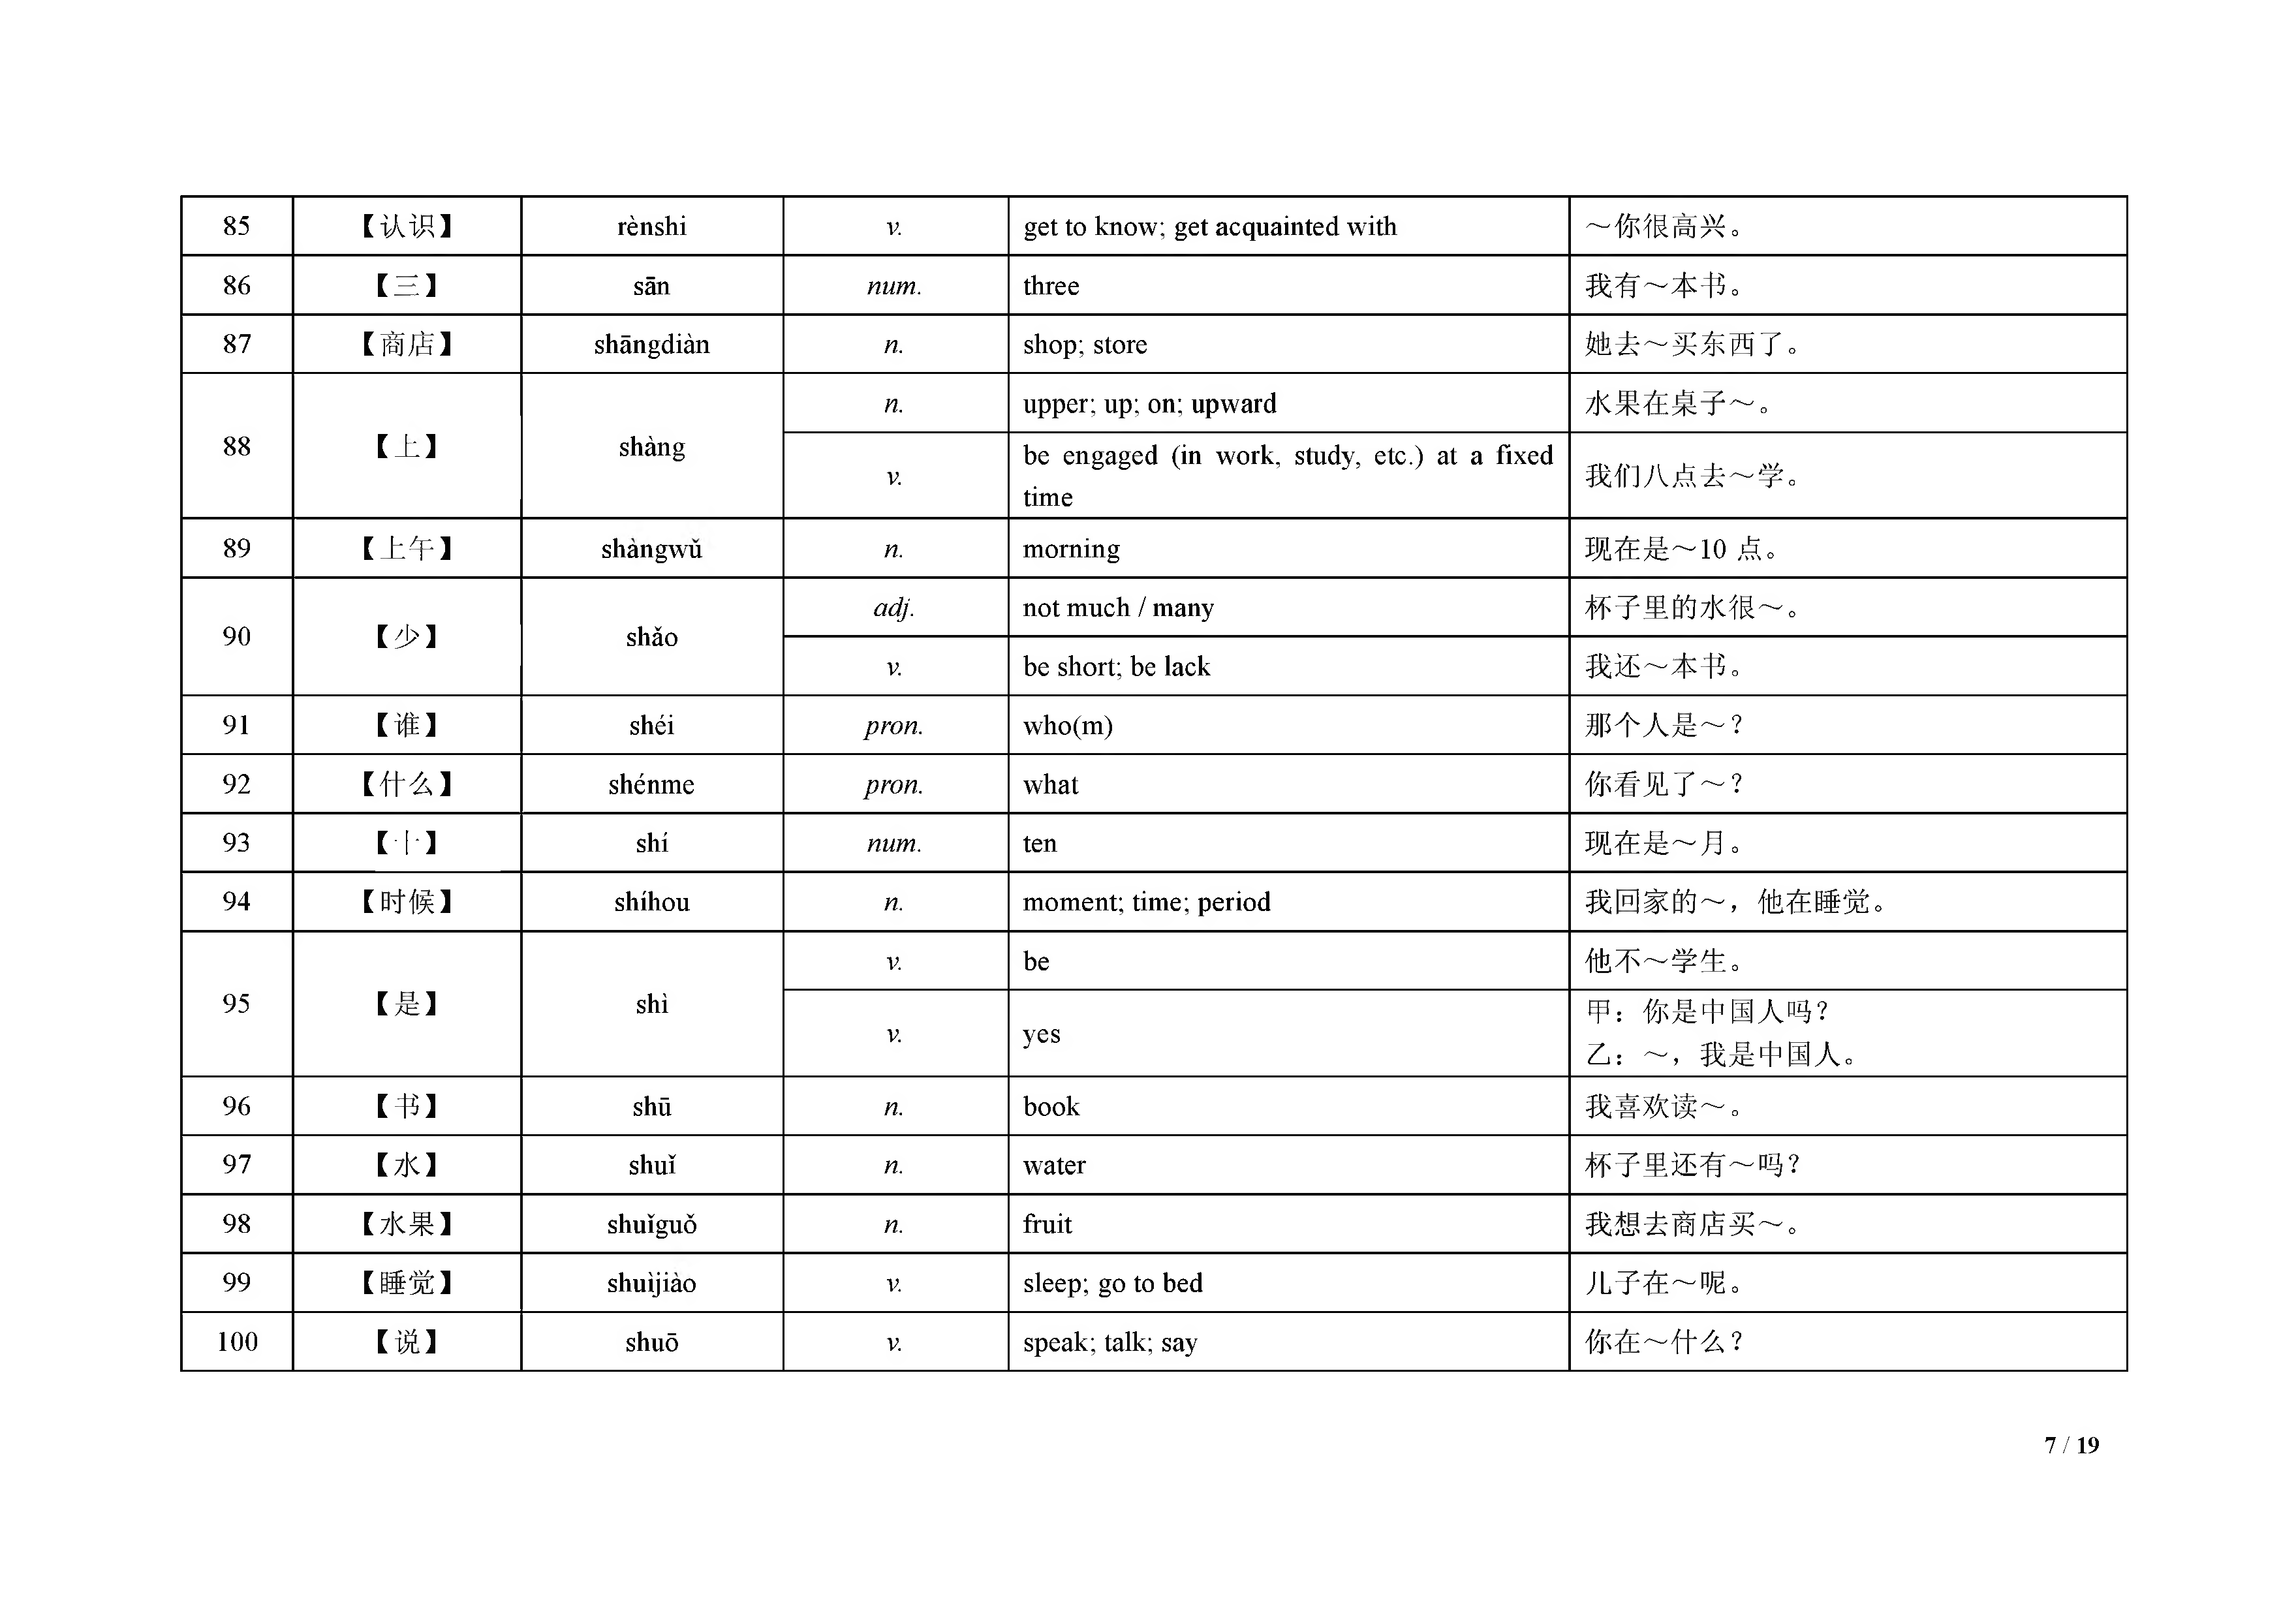 85 【认识】 rènshi v. get to know; get acquainted with ～你很高兴。
86 【三】 sān num. three 我有～本书。
87 【商店】 shāngdiàn n. shop; store 她去～买东西了。
88 【上】 shàng n. upper; up; on; upward 水果在桌子～。
v. be engaged (in work, study, etc.) at a fixed
time 我们八点去～学。
89 【上午】 shàngwǔ n. morning 现在是～10 点。
90 【少】 shǎo adj. not much / many 杯子里的水很～。
v. be short; be lack 我还～本书。
91 【谁】 shéi pron. who(m) 那个人是～？
92 【什么】 shénme pron. what 你看见了～？
93 【十】 shí num. ten 现在是～月。
94 【时候】 shíhou n. moment; time; period 我回家的～，他在睡觉。
95 【是】 shì v. be 他不～学生。
v. yes 甲：你是中国人吗？
乙：～，我是中国人。
96 【书】 shū n. book 我喜欢读～。
97 【水】 shuǐ n. water 杯子里还有～吗？
98 【水果】 shuǐguǒ n. fruit 我想去商店买～。
99 【睡觉】 shuìjiào v. sleep; go to bed 儿子在～呢。
100 【说】 shuō v. speak; talk; say 你在～什么？
7 / 19